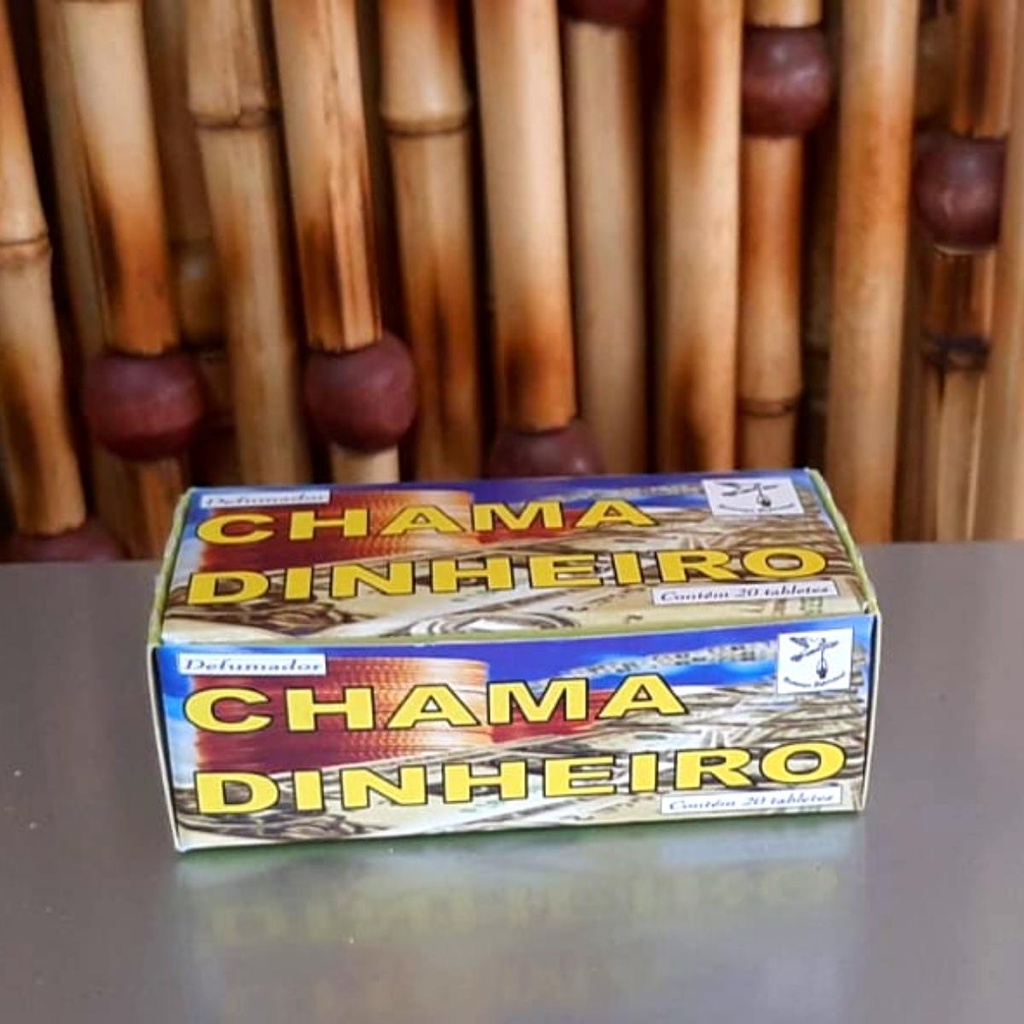 Defumador
CHAMA
DINHEIRO
Contém 20 tabletes
Defumador
CHAMA
DINHEIRO
Contém 20 tabletes